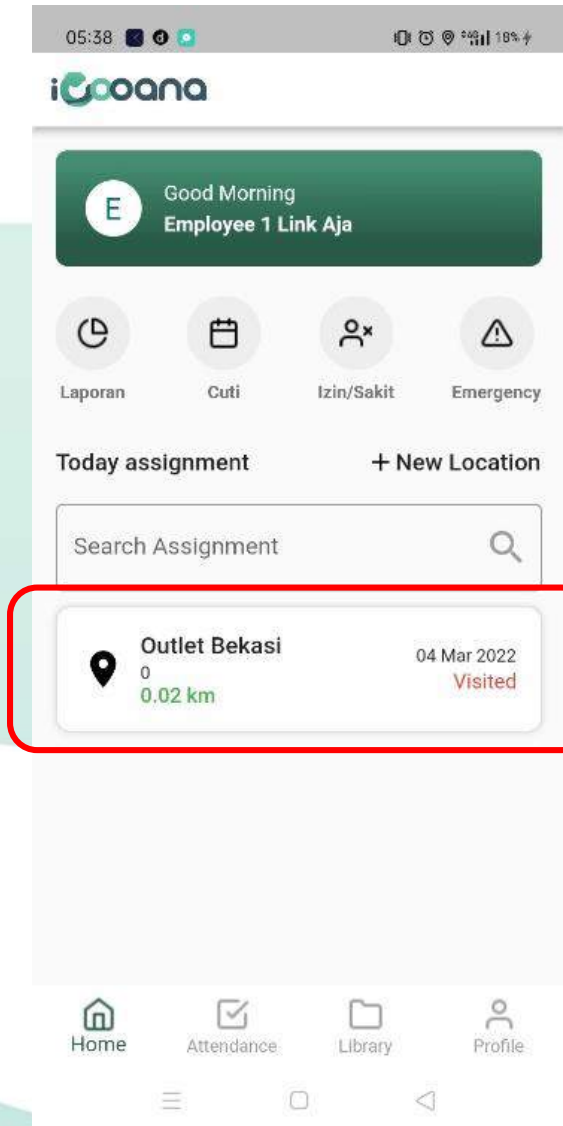 05:38
18%
iGooana
E
Good Morning
Employee 1 Link Aja
Laporan
Cuti
Izin/Sakit
Emergency
Today assignment
+ New Location
Search Assignment
Outlet Bekasi
0
0.02 km
04 Mar 2022
Visited
Home
Attendance
Library
Profile